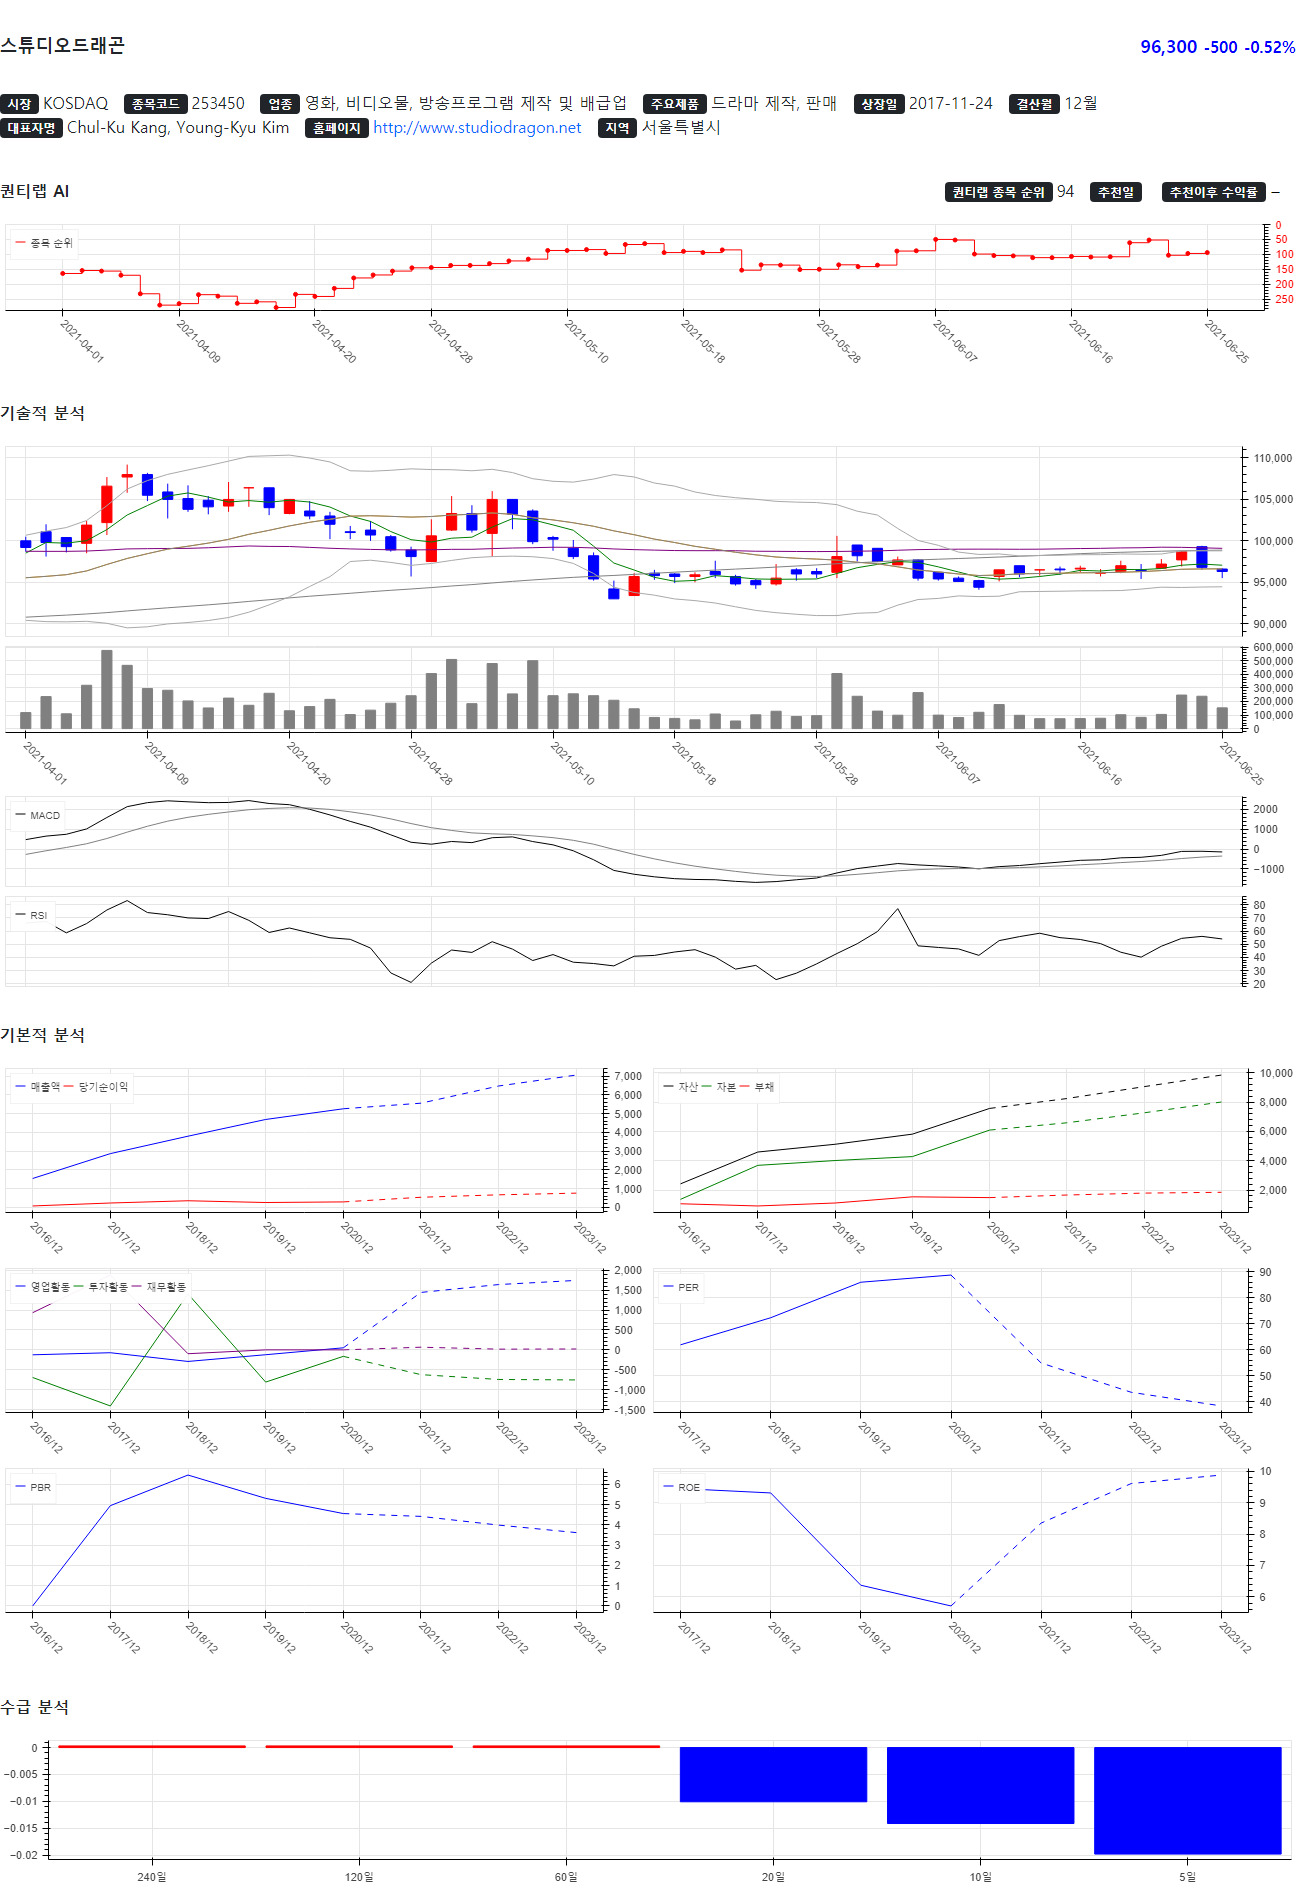 스튜디오드래곤 96,300 -500 -0.52%
시장 KOSDAQ 종목코드 253450 업종 영화, 비디오물, 방송프로그램 제작 및 배급업 주요제품 드라마 제작, 판매 상장일 2017-11-24 결산월 12월
대표자명 Chul-Ku Kang, Young-Kyu Kim 홈페이지 http://www.studiodragon.net 지역 서울특별시
퀀티랩 AI 퀀티랩 종목 순위 94 추천일 추천이후 수익률 –
종목 순위
0
50
100
150
200
250
2021-04-01 2021-04-09 2021-04-20 2021-04-28 2021-05-10 2021-05-18 2021-05-28 2021-06-07 2021-06-16 2021-06-25
기술적 분석
110,000
105,000
100,000
95,000
90,000
600,000
500,000
400,000
300,000
200,000
100,000
0
2021-04-01 2021-04-09 2021-04-20 2021-04-28 2021-05-10 2021-05-18 2021-05-28 2021-06-07 2021-06-16 2021-06-25
MACD
2000
1000
0
−1000
RSI
80
70
60
50
40
30
20
기본적 분석
매출액 당기순이익
7,000
6,000
5,000
4,000
3,000
2,000
1,000
0
2016/12 2017/12 2018/12 2019/12 2020/12 2021/12 2022/12 2023/12
자산 자본 부채
10,000
8,000
6,000
4,000
2,000
2016/12 2017/12 2018/12 2019/12 2020/12 2021/12 2022/12 2023/12
영업활동 투자활동 재무활동
2,000
1,500
1,000
500
0
-500
-1,000
-1,500
2016/12 2017/12 2018/12 2019/12 2020/12 2021/12 2022/12 2023/12
PER
90
80
70
60
50
40
2017/12 2018/12 2019/12 2020/12 2021/12 2022/12 2023/12
PBR
6
5
4
3
2
1
0
2016/12 2017/12 2018/12 2019/12 2020/12 2021/12 2022/12 2023/12
ROE
10
9
8
7
6
2017/12 2018/12 2019/12 2020/12 2021/12 2022/12 2023/12
수급 분석
0
−0.005
−0.01
−0.015
−0.02
240일 120일 60일 20일 10일 5일